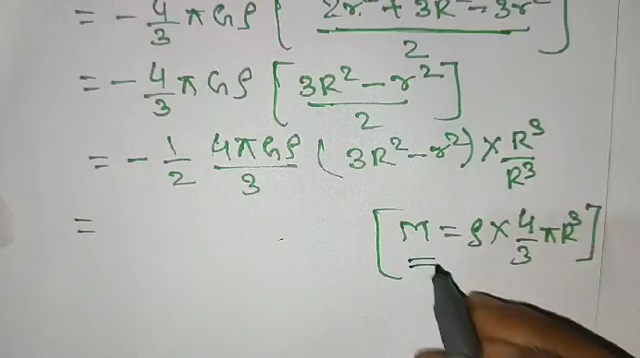 = - 4/3 π G ρ [ (2r² + 3R² - 3r²)/2 ]
= - 4/3 π G ρ [ (3R² - r²)/2 ]
= - 1/2 4πGρ/3 ( 3R² - r² ) × R³/R³
= [ M = ρ × 4/3 πR³ ]